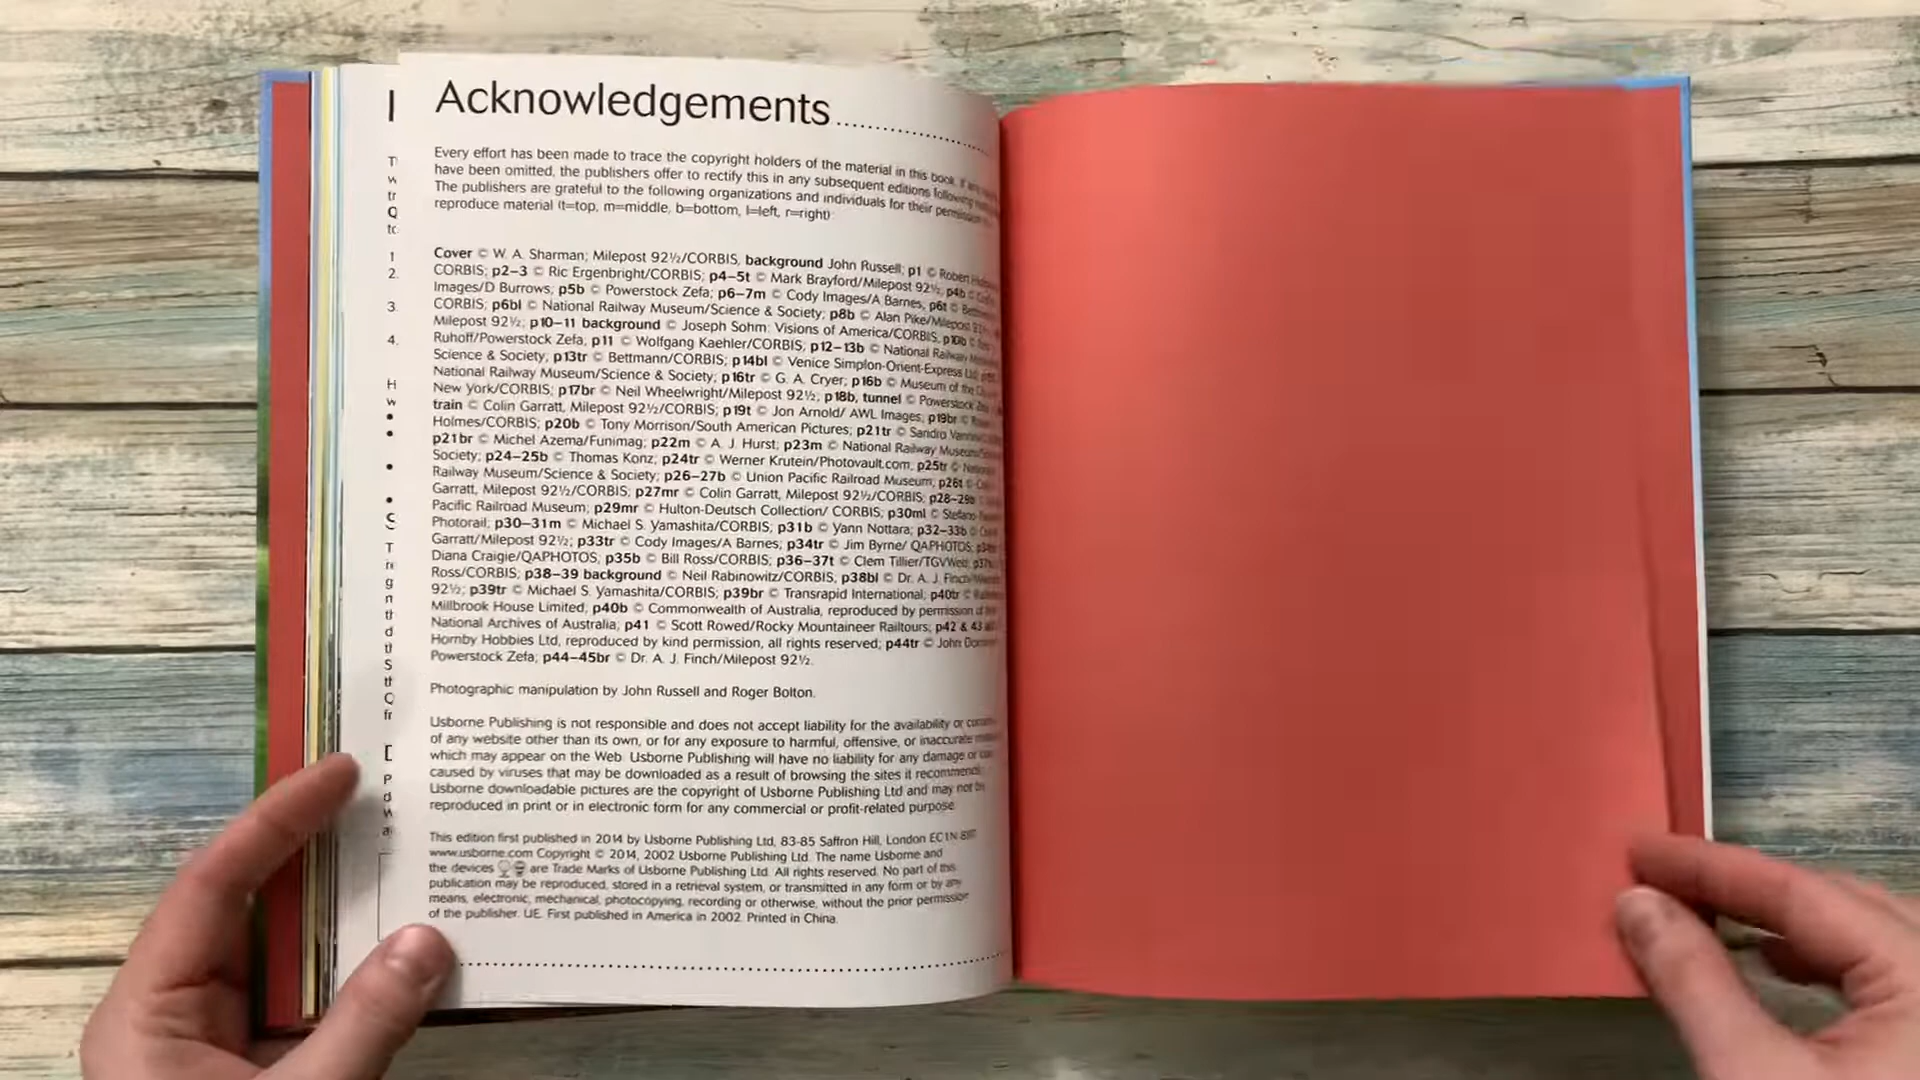 Acknowledgements
Every effort has been made to trace the copyright holders of the material in this book. If any
have been omitted, the publishers offer to rectify this in any subsequent editions following
The publishers are grateful to the following organizations and individuals for their permission
reproduce material (t=top, m=middle, b=bottom, l=left, r=right):
Cover © W. A. Sharman; Milepost 92½/CORBIS, background John Russell; p1 © Robert
CORBIS; p2–3 © Ric Ergenbright/CORBIS; p4–5t © Mark Brayford/Milepost 92½, p4b ©
Images/D Burrows; p5b © Powerstock Zefa; p6–7m © Cody Images/A Barnes, p6t ©
CORBIS; p6bl © National Railway Museum/Science & Society; p8b © Alan Pike/Milepost
Milepost 92½; p10–11 background © Joseph Sohm: Visions of America/CORBIS, p10b ©
Ruhoff/Powerstock Zefa; p11 © Wolfgang Kaehler/CORBIS, p12–13b © National Railway
Science & Society, p13tr © Bettmann/CORBIS; p14bl © Venice Simplon-Orient-Express Ltd
National Railway Museum/Science & Society; p16tr © G. A. Cryer; p16b © Museum of the
New York/CORBIS; p17br © Neil Wheelwright/Milepost 92½; p18b, tunnel © Powerstock
train © Colin Garratt, Milepost 92½/CORBIS; p19t © Jon Arnold/ AWL Images; p19br ©
Holmes/CORBIS; p20b © Tony Morrison/South American Pictures; p21tr © Sandro
p21br © Michel Azema/Funimag; p22m © A. J. Hurst; p23m © National Railway
Society; p24–25b © Thomas Konz; p24tr © Werner Krutein/Photovault.com, p25tr ©
Railway Museum/Science & Society; p26–27b © Union Pacific Railroad Museum, p26t ©
Garratt, Milepost 92½/CORBIS; p27mr © Colin Garratt, Milepost 92½/CORBIS; p28–29b
Pacific Railroad Museum; p29mr © Hulton-Deutsch Collection/ CORBIS; p30ml ©
Photorail; p30–31m © Michael S. Yamashita/CORBIS; p31b © Yann Nottara; p32–33b ©
Garratt/Milepost 92½; p33tr © Cody Images/A Barnes; p34tr © Jim Byrne/ QAPHOTOS,
Diana Craigie/QAPHOTOS; p35b © Bill Ross/CORBIS; p36–37t © Clem Tillier/TGVWeb,
Ross/CORBIS; p38–39 background © Neil Rabinowitz/CORBIS, p38bl © Dr. A. J.
92½; p39tr © Michael S. Yamashita/CORBIS; p39br © Transrapid International, p40tr ©
Millbrook House Limited, p40b © Commonwealth of Australia, reproduced by permission of
National Archives of Australia; p41 © Scott Rowed/Rocky Mountaineer Railtours; p42 & 43
Hornby Hobbies Ltd, reproduced by kind permission, all rights reserved; p44tr © John
Powerstock Zefa; p44–45br © Dr. A. J. Finch/Milepost 92½.
Photographic manipulation by John Russell and Roger Bolton.
Usborne Publishing is not responsible and does not accept liability for the availability or
of any website other than its own, or for any exposure to harmful, offensive, or inaccurate
which may appear on the Web. Usborne Publishing will have no liability for any damage or
caused by viruses that may be downloaded as a result of browsing the sites it recommends.
Usborne downloadable pictures are the copyright of Usborne Publishing Ltd and may not be
reproduced in print or in electronic form for any commercial or profit-related purpose.
This edition first published in 2014 by Usborne Publishing Ltd, 83-85 Saffron Hill, London EC1N
www.usborne.com Copyright © 2014, 2002 Usborne Publishing Ltd. The name Usborne and
the devices are Trade Marks of Usborne Publishing Ltd. All rights reserved. No part of this
publication may be reproduced, stored in a retrieval system, or transmitted in any form or by any
means, electronic, mechanical, photocopying, recording or otherwise, without the prior permission
of the publisher. UE. First published in America in 2002. Printed in China.